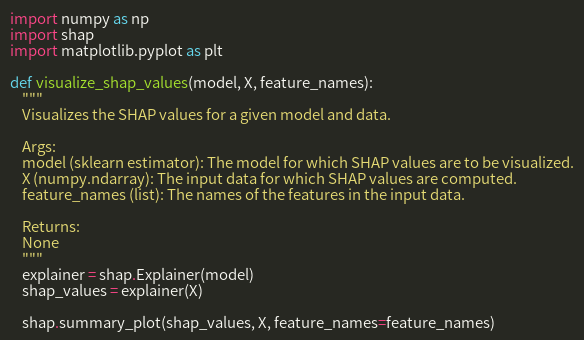 import numpy as np
import shap
import matplotlib.pyplot as plt

def visualize_shap_values(model, X, feature_names):
    """
    Visualizes the SHAP values for a given model and data.

    Args:
    model (sklearn estimator): The model for which SHAP values are to be visualized.
    X (numpy.ndarray): The input data for which SHAP values are computed.
    feature_names (list): The names of the features in the input data.

    Returns:
    None
    """
    explainer = shap.Explainer(model)
    shap_values = explainer(X)

    shap.summary_plot(shap_values, X, feature_names=feature_names)